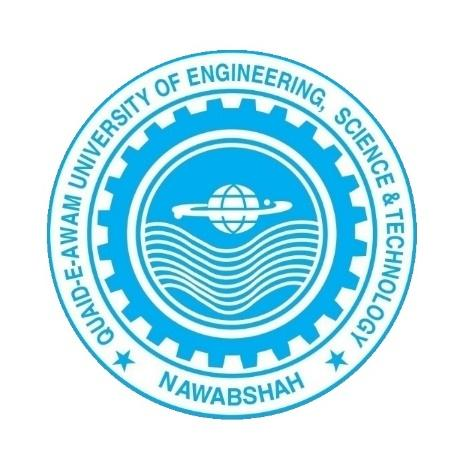 QUAID-E-AWAM UNIVERSITY OF ENGINEERING, SCIENCE & TECHNOLOGY
NAWABSHAH